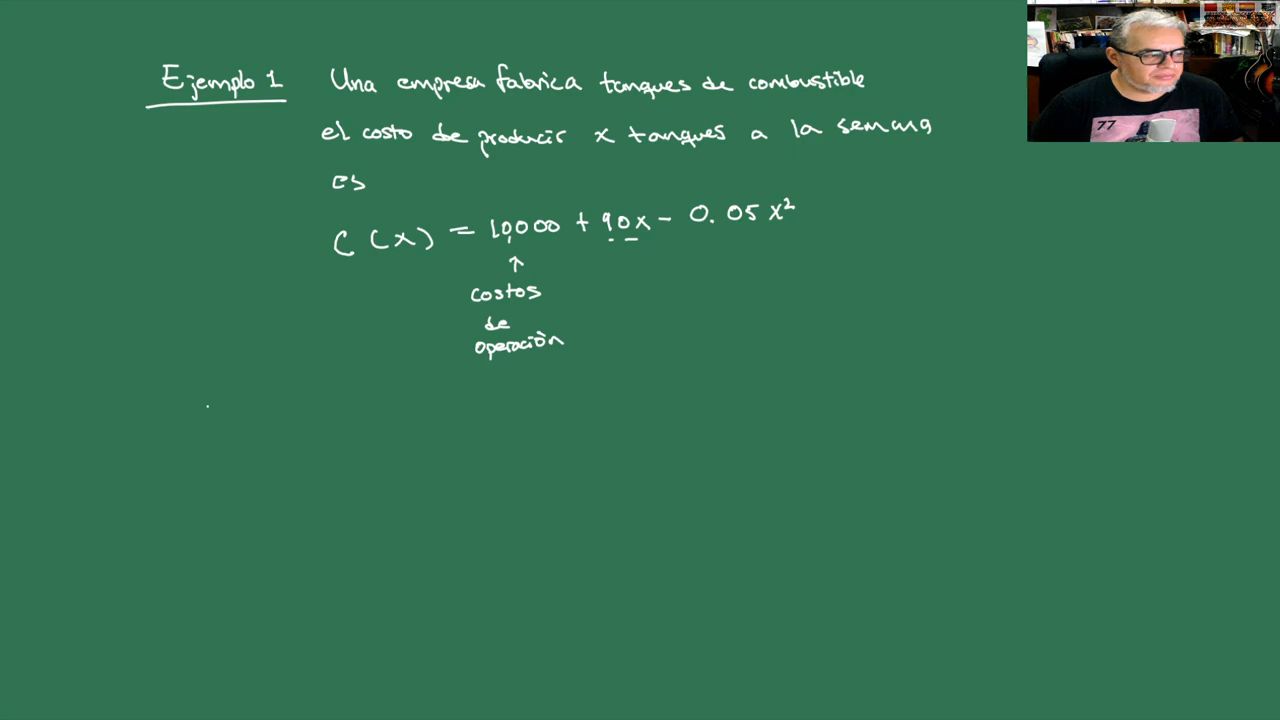 Ejemplo 1 Una empresa fabrica tanques de combustible
el costo de producir x tanques a la semana
es
C(x) = 10,000 + 90x - 0.05x²
↑
costos
de
operación
77